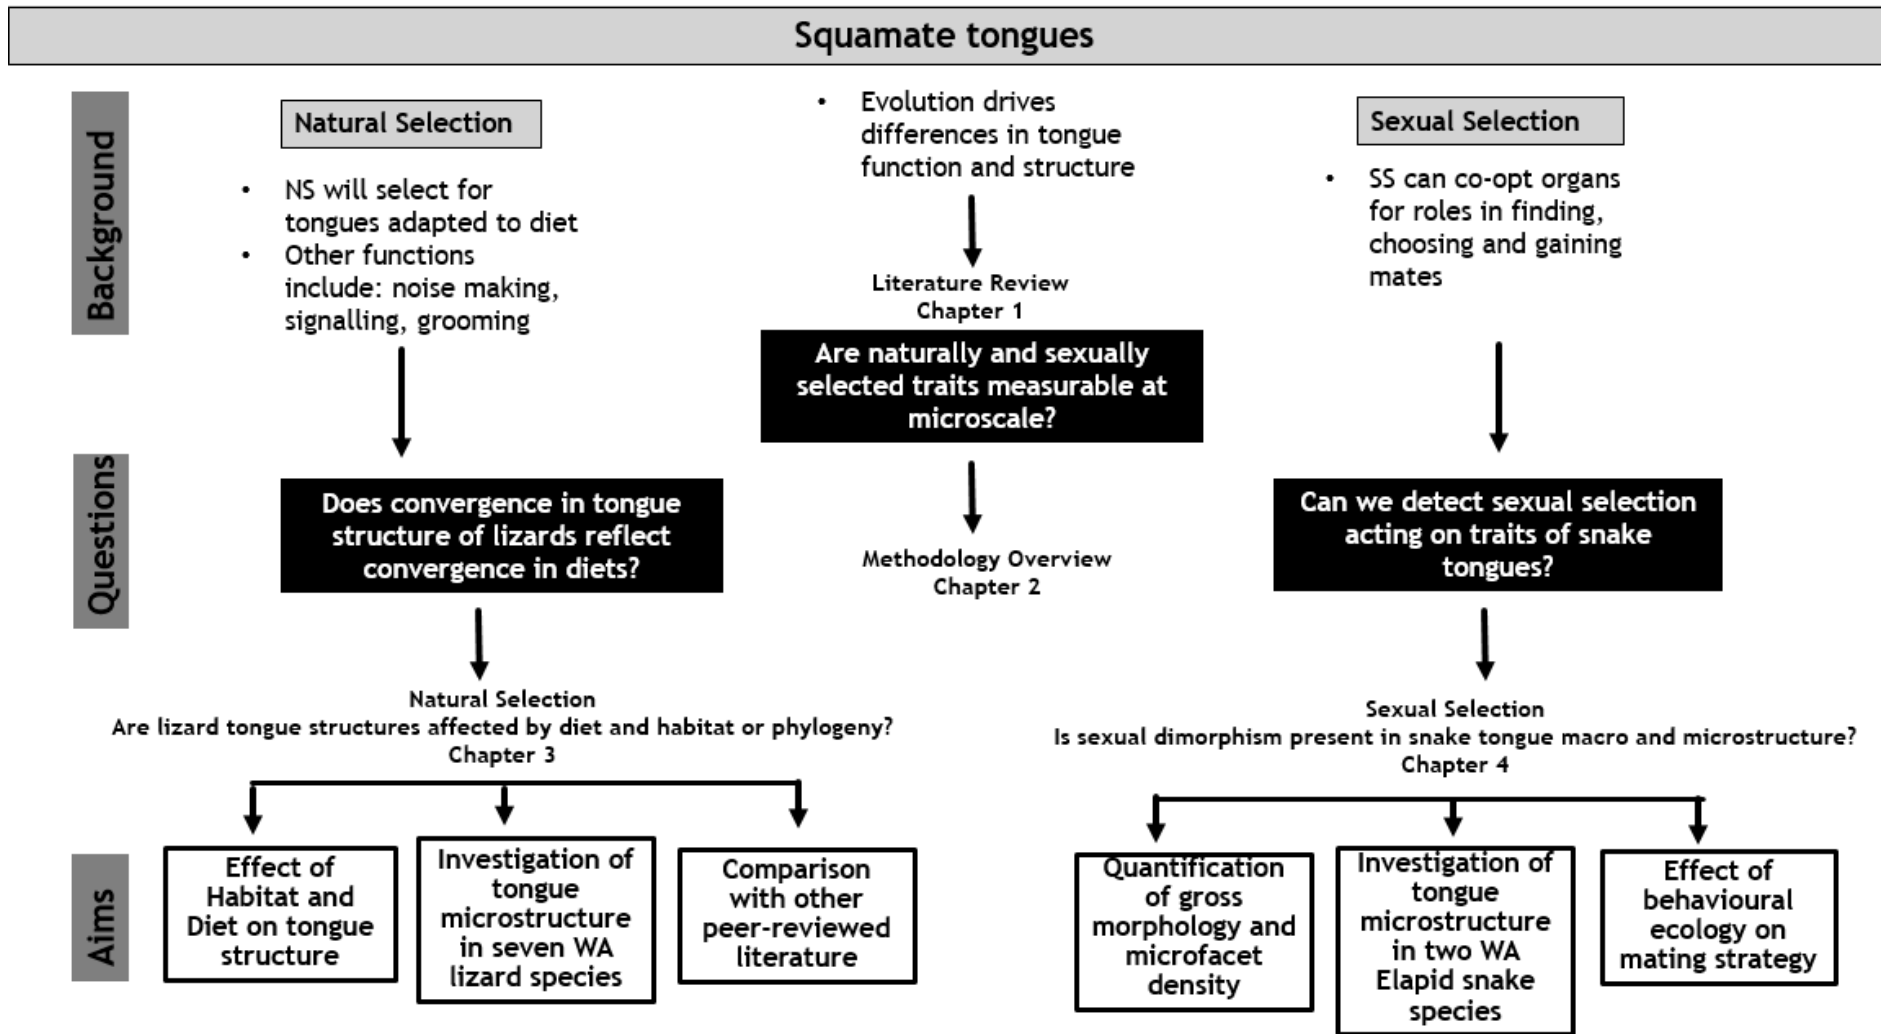 Squamate tongues
Background
Natural Selection
• NS will select for
tongues adapted to diet
• Other functions
include: noise making,
signalling, grooming
• Evolution drives
differences in tongue
function and structure
Literature Review
Chapter 1
Are naturally and sexually
selected traits measurable at
microscale?
Sexual Selection
• SS can co-opt organs
for roles in finding,
choosing and gaining
mates
Questions
Does convergence in tongue
structure of lizards reflect
convergence in diets?
Methodology Overview
Chapter 2
Can we detect sexual selection
acting on traits of snake
tongues?
Natural Selection
Are lizard tongue structures affected by diet and habitat or phylogeny?
Chapter 3
Sexual Selection
Is sexual dimorphism present in snake tongue macro and microstructure?
Chapter 4
Aims
Effect of
Habitat and
Diet on tongue
structure
Investigation of
tongue
microstructure
in seven WA
lizard species
Comparison
with other
peer-reviewed
literature
Quantification
of gross
morphology and
microfacet
density
Investigation of
tongue
microstructure
in two WA
Elapid snake
species
Effect of
behavioural
ecology on
mating strategy